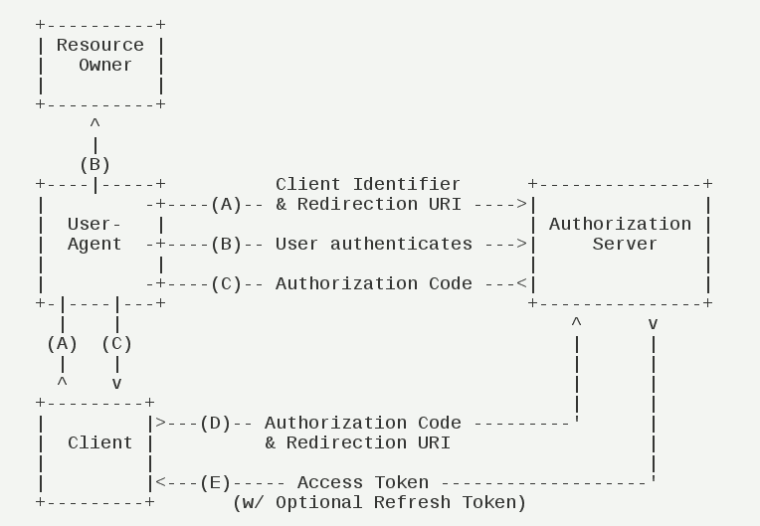 +----------+
| Resource |
|   Owner  |
|          |
+----------+
     ^
     |
    (B)
+----|-----+          Client Identifier      +---------------+
|         -+----(A)-- & Redirection URI ---->|               |
|  User-   |                                 | Authorization |
|  Agent  -+----(B)-- User authenticates --->|     Server    |
|          |                                 |               |
|         -+----(C)-- Authorization Code ---<|               |
+-|----|---+                                 +---------------+
  |    |                                         ^      v
 (A)  (C)                                        |      |
  |    |                                         |      |
  ^    v                                         |      |
+---------+                                      |      |
|         |>---(D)-- Authorization Code ---------'      |
|  Client |          & Redirection URI                  |
|         |                                             |
|         |<---(E)----- Access Token -------------------'
+---------+       (w/ Optional Refresh Token)